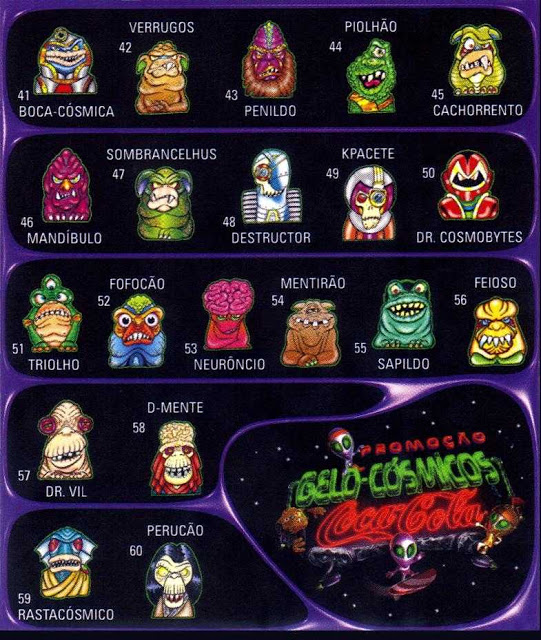 41
BOCA-CÓSMICA
VERRUGOS
42
43
PENILDO
PIOLHÃO
44
45
CACHORRENTO
46
MANDÍBULO
SOMBRANCELHUS
47
48
DESTRUCTOR
KPACETE
49
50
DR. COSMOBYTES
51
TRIOLHO
FOFOCÃO
52
53
NEURÔNCIO
MENTIRÃO
54
55
SAPILDO
FEIOSO
56
57
DR. VIL
D-MENTE
58
59
RASTACÓSMICO
PERUCÃO
60
PROMOÇÃO
GELO-CÓSMICOS
Coca-Cola